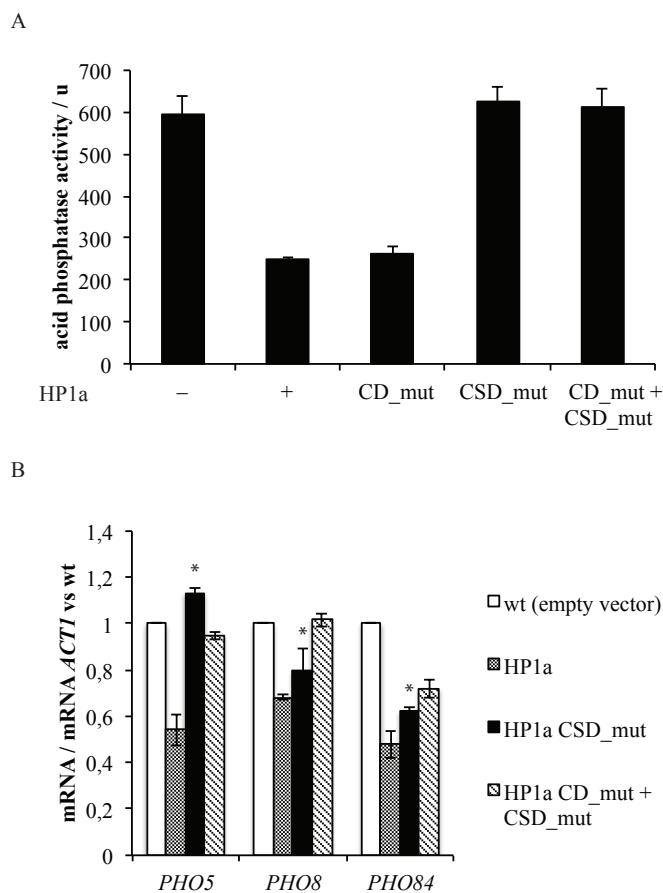 A
acid phosphatase activity / u
700
600
500
400
300
200
100
0
HP1a
– + CD_mut CSD_mut CD_mut +
CSD_mut
B
mRNA / mRNA ACT1 vs wt
1,4
1,2
1
0,8
0,6
0,4
0,2
0
* * *
PHO5 PHO8 PHO84
wt (empty vector)
HP1a
HP1a CSD_mut
HP1a CD_mut +
CSD_mut